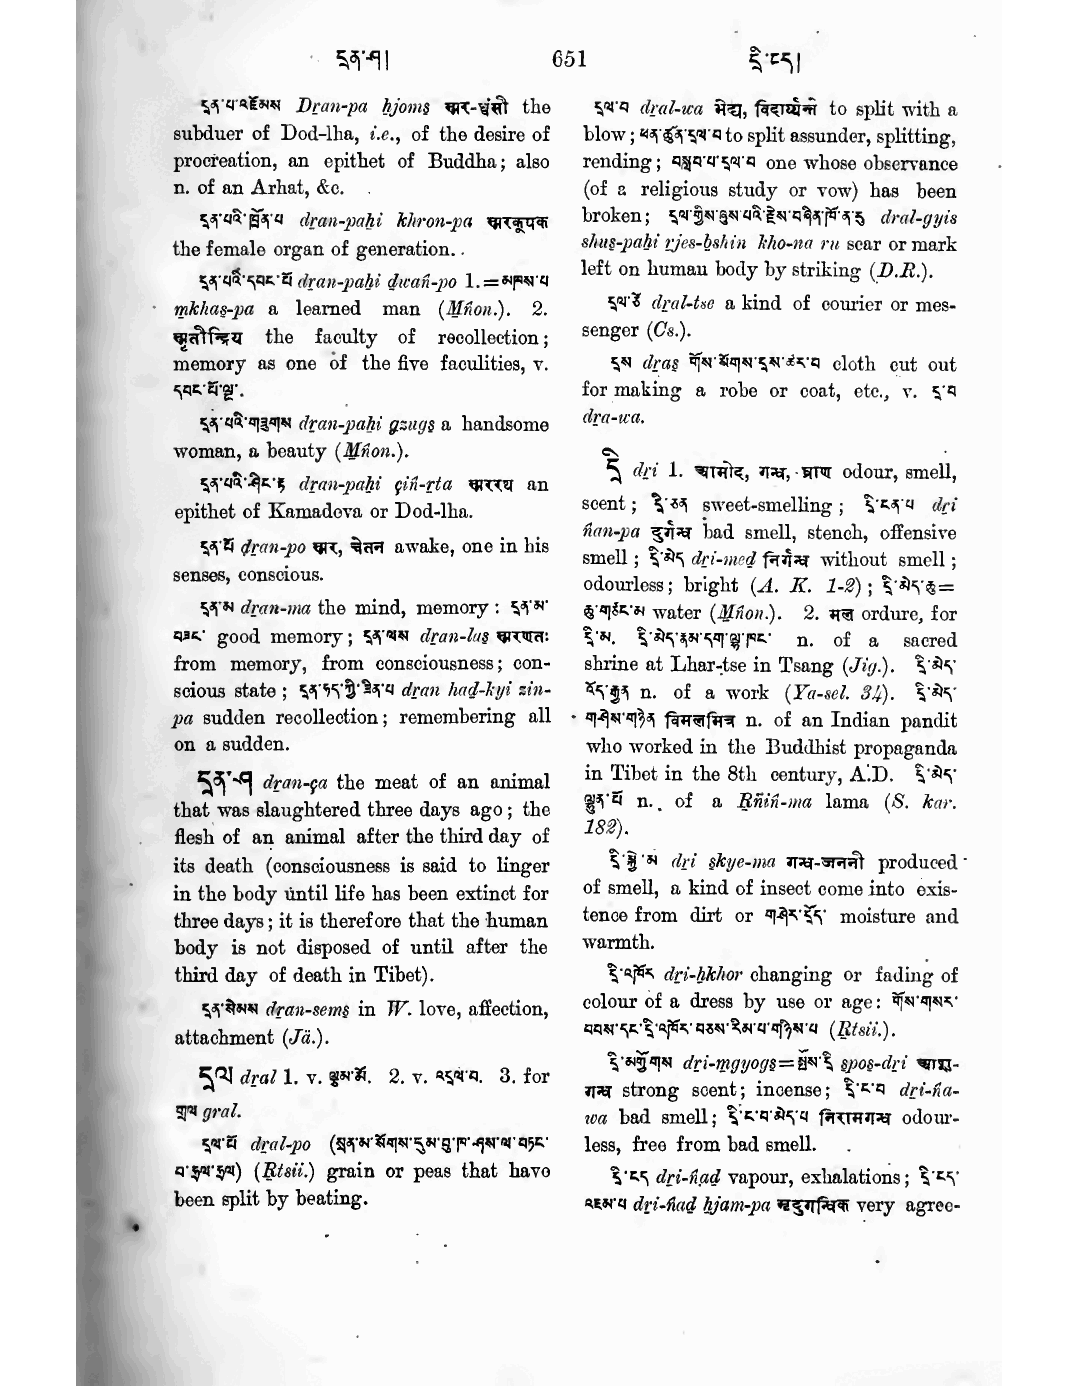 དྲན་ཤ།
651
དྲི་ངད།
དྲན་པ་འཇོམས Dran-pa ḥjoms स्मर-ध्वंसी the
subduer of Dod-lha, i.e., of the desire of
procreation, an epithet of Buddha; also
n. of an Arhat, &c.
དྲན་པའི་ཁྲོན་པ dran-paḥi khron-pa स्मरकूपक
the female organ of generation.
དྲན་པའི་དབང་པོ dran-paḥi dwañ-po 1.=མཁས་པ
mkhas-pa a learned man (Mñon.). 2.
स्मृतीन्द्रिय the faculty of recollection;
memory as one of the five faculities, v.
དབང་པོ་ལྔ་.
དྲན་པའི་གཟུགས dran-paḥi gzugs a handsome
woman, a beauty (Mñon.).
དྲན་པའི་ཤིང་རྟ dran-paḥi çiñ-rta स्मररथ an
epithet of Kamadeva or Dod-lha.
དྲན་པོ dran-po स्मर, चेतन awake, one in his
senses, conscious.
དྲན་མ dran-ma the mind, memory: དྲན་མ་
བཟང་ good memory; དྲན་ལས dran-las स्मरणतः
from memory, from consciousness; con-
scious state; དྲན་ཧད་ཀྱི་ཟིན་པ dran had-kyi zin-
pa sudden recollection; remembering all
on a sudden.
དྲན་ཤ dran-ça the meat of an animal
that was slaughtered three days ago; the
flesh of an animal after the third day of
its death (consciousness is said to linger
in the body until life has been extinct for
three days; it is therefore that the human
body is not disposed of until after the
third day of death in Tibet).
དྲན་སེམས dran-sems in W. love, affection,
attachment (Jä.).
དྲལ dral 1. v. ལྕམ་མོ. 2. v. འདྲལ་བ. 3. for
གྲལ gral.
དྲལ་པོ dral-po (སྲན་མ་སོགས་དུམ་བུ་ཁ་ཤས་ལ་བཏང་
བ་རྡལ་རྡལ) (Rtsii.) grain or peas that have
been split by beating.
དྲལ་བ dral-wa भेद्य, विदार्य्यन्ते to split with a
blow; ཕན་ཚུན་དྲལ་བ to split assunder, splitting,
rending; བསླབ་པ་དྲལ་བ one whose observance
(of a religious study or vow) has been
broken; དྲལ་གྱིས་ཤུས་པའི་རྗེས་བཞིན་ཁོ་ན་རུ dral-gyis
shus-paḥi rjes-bshin kho-na ru scar or mark
left on human body by striking (D.R.).
དྲལ་ཙེ dral-tse a kind of courier or mes-
senger (Cs.).
དྲས dras གོས་སོགས་དྲས་ཚར་བ cloth cut out
for making a robe or coat, etc., v. དྲ་བ
dra-wa.
དྲི dri 1. आमोद, गन्ध, घ्राण odour, smell,
scent; དྲི་ཅན sweet-smelling; དྲི་ངན་པ dri
ñan-pa दुर्गन्ध bad smell, stench, offensive
smell; དྲི་མེད dri-med निर्गन्ध without smell;
odourless; bright (A. K. 1-2); དྲི་མེད་ཆུ=
ཆུ་གཙང་མ water (Mñon.). 2. मल ordure, for
དྲི་མ. དྲི་མེད་རྣམ་དག་ལྷ་ཁང་ n. of a sacred
shrine at Lhar-tse in Tsang (Jig.). དྲི་མེད་
འོད་རྒྱན n. of a work (Ya-sel. 34). དྲི་མེད་
གཤེས་གཉེན विमलमित्र n. of an Indian pandit
who worked in the Buddhist propaganda
in Tibet in the 8th century, A.D. དྲི་མེད་
ལྷུན་པོ n. of a Rñiñ-ma lama (S. kar.
182).
དྲི་སྐྱེ་མ dri skye-ma गन्ध-जननी produced
of smell, a kind of insect come into exis-
tence from dirt or གཤེར་དྲོད་ moisture and
warmth.
དྲི་འཁོར dri-ḥkhor changing or fading of
colour of a dress by use or age: གོས་གསར་
བབས་དང་དྲི་འཁོར་བཅས་རིམ་པ་གཉིས་པ (Rtsii.).
དྲི་མགྱོགས dri-mgyogs=སྤོས་དྲི spos-dri आशु-
गन्ध strong scent; incense; དྲི་ང་བ dri-ña-
wa bad smell; དྲི་ང་བ་མེད་པ निरामगन्ध odour-
less, free from bad smell.
དྲི་ངད dri-ñad vapour, exhalations; དྲི་ངད་
འཇམ་པ dri-ñad ḥjam-pa मृदुगन्धिक very agree-